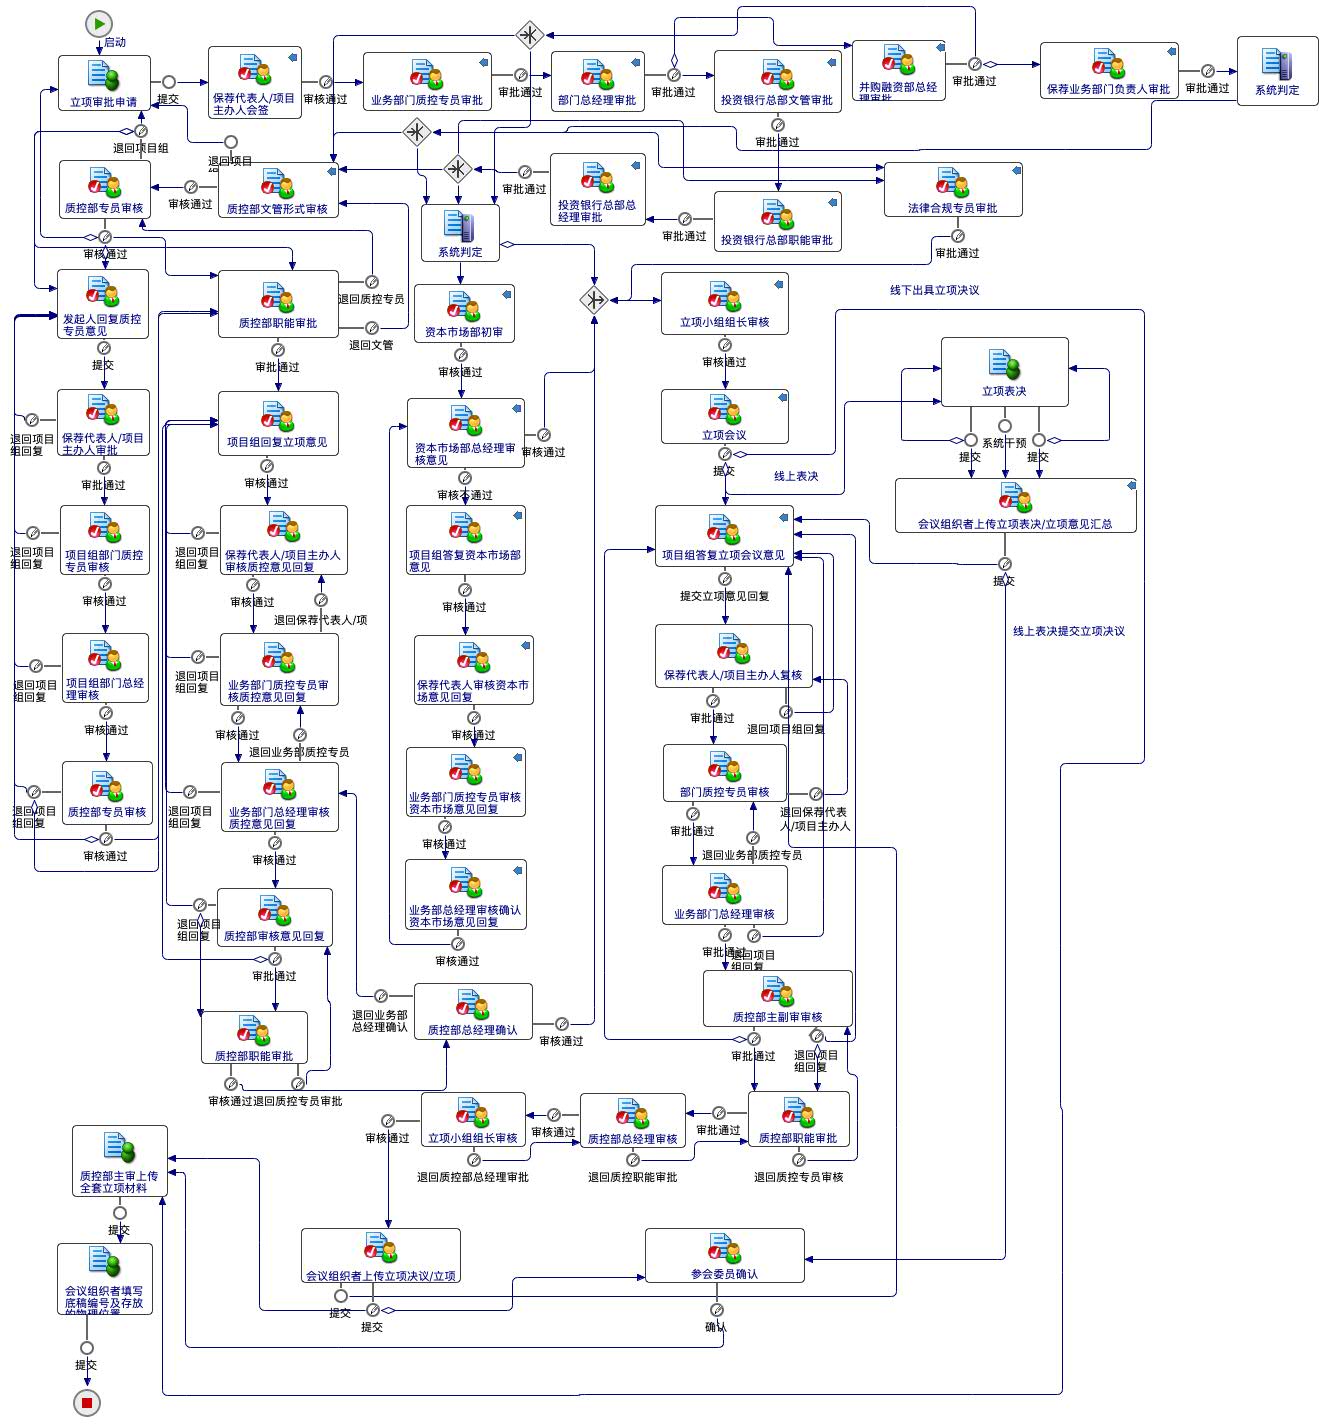 启动
立项审批申请
提交
保荐代表人/项目
主办人会签
审核通过
业务部门质控专员审批
审批通过
部门总经理审批
审批通过
投资银行总部文管审批
并购融资部总经
理审批
审批通过
保荐业务部门负责人审批
审批通过
系统判定
退回项目组
退回项目
组
审批通过
质控部专员审核
审核通过
质控部文管形式审核
审批通过
投资银行总部总
经理审批
审批通过
投资银行总部职能审批
法律合规专员审批
审批通过
系统判定
审核通过
发起人回复质控
专员意见
提交
质控部职能审批
退回质控专员
退回文管
审批通过
资本市场部初审
审核通过
立项小组组长审核
审核通过
线下出具立项决议
立项表决
提交
系统干预
提交
退回项目
组回复
保荐代表人/项目
主办人审批
审批通过
项目组回复立项意见
审核通过
资本市场部总经理审
核意见
审核通过
审核不通过
立项会议
提交
线上表决
会议组织者上传立项表决/立项意见汇总
提交
退回项目
组回复
项目组部门质控
专员审核
审核通过
退回项目
组回复
保荐代表人/项目主办人
审核质控意见回复
审核通过
退回保荐代表人/项
项目组答复资本市场部
意见
审核通过
项目组答复立项会议意见
提交立项意见回复
线上表决提交立项决议
退回项目
组回复
项目组部门总经
理审核
审核通过
退回项目
组回复
业务部门质控专员审
核质控意见回复
审核通过
退回业务部质控专员
保荐代表人审核资本市
场意见回复
审核通过
保荐代表人/项目主办人复核
审批通过
退回项目组回复
退回项目
组回复
质控部专员审核
审核通过
退回项目
组回复
业务部门总经理审核
质控意见回复
审核通过
业务部门质控专员审核
资本市场意见回复
审核通过
部门质控专员审核
审批通过
退回保荐代表
人/项目主办人
退回业务部质控专员
退回项目
组回复
质控部审核意见回复
审批通过
业务部总经理审核确认
资本市场意见回复
审核通过
业务部门总经理审核
审批通过
退回项目
组回复
质控部职能审批
审核通过
退回质控专员审批
退回业务部
总经理确认
质控部总经理确认
审核通过
质控部主副审审核
审批通过
退回项目
组回复
审核通过
立项小组组长审核
审核通过
退回质控部总经理审批
质控部总经理审核
审批通过
退回质控职能审批
质控部职能审批
退回质控专员审核
质控部主审上传
全套立项材料
提交
会议组织者填写
底稿编号及存放
的物理位置
提交
会议组织者上传立项决议/立项
提交
提交
参会委员确认
确认